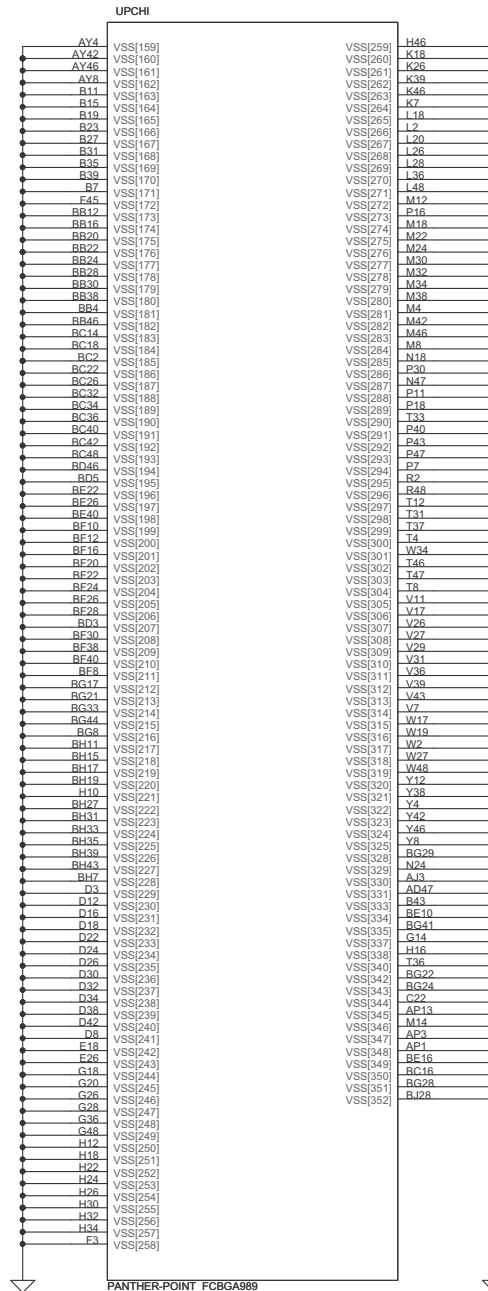 UPCHI
AY4 VSS[159]
AY42 VSS[160]
AY46 VSS[161]
AY8 VSS[162]
B11 VSS[163]
B15 VSS[164]
B19 VSS[165]
B23 VSS[166]
B27 VSS[167]
B31 VSS[168]
B35 VSS[169]
B39 VSS[170]
B7 VSS[171]
F45 VSS[172]
BB12 VSS[173]
BB16 VSS[174]
BB20 VSS[175]
BB22 VSS[176]
BB24 VSS[177]
BB28 VSS[178]
BB30 VSS[179]
BB38 VSS[180]
BB4 VSS[181]
BB46 VSS[182]
BC14 VSS[183]
BC18 VSS[184]
BC2 VSS[185]
BC22 VSS[186]
BC26 VSS[187]
BC32 VSS[188]
BC34 VSS[189]
BC36 VSS[190]
BC40 VSS[191]
BC42 VSS[192]
BC48 VSS[193]
BD46 VSS[194]
BD5 VSS[195]
BE22 VSS[196]
BE26 VSS[197]
BE40 VSS[198]
BF10 VSS[199]
BF12 VSS[200]
BF16 VSS[201]
BF20 VSS[202]
BF22 VSS[203]
BF24 VSS[204]
BF26 VSS[205]
BF28 VSS[206]
BD3 VSS[207]
BF30 VSS[208]
BF38 VSS[209]
BF40 VSS[210]
BF8 VSS[211]
BG17 VSS[212]
BG21 VSS[213]
BG33 VSS[214]
BG44 VSS[215]
BG8 VSS[216]
BH11 VSS[217]
BH15 VSS[218]
BH17 VSS[219]
BH19 VSS[220]
H10 VSS[221]
BH27 VSS[222]
BH31 VSS[223]
BH33 VSS[224]
BH35 VSS[225]
BH39 VSS[226]
BH43 VSS[227]
BH7 VSS[228]
D3 VSS[229]
D12 VSS[230]
D16 VSS[231]
D18 VSS[232]
D22 VSS[233]
D24 VSS[234]
D26 VSS[235]
D30 VSS[236]
D32 VSS[237]
D34 VSS[238]
D38 VSS[239]
D42 VSS[240]
D8 VSS[241]
E18 VSS[242]
E26 VSS[243]
G18 VSS[244]
G20 VSS[245]
G26 VSS[246]
G28 VSS[247]
G36 VSS[248]
G48 VSS[249]
H12 VSS[250]
H18 VSS[251]
H22 VSS[252]
H24 VSS[253]
H26 VSS[254]
H30 VSS[255]
H32 VSS[256]
H34 VSS[257]
F3 VSS[258]
VSS[259] H46
VSS[260] K18
VSS[261] K26
VSS[262] K39
VSS[263] K46
VSS[264] K7
VSS[265] L18
VSS[266] L2
VSS[267] L20
VSS[268] L26
VSS[269] L28
VSS[270] L36
VSS[271] L48
VSS[272] M12
VSS[273] P16
VSS[274] M18
VSS[275] M22
VSS[276] M24
VSS[277] M30
VSS[278] M32
VSS[279] M34
VSS[280] M38
VSS[281] M4
VSS[282] M42
VSS[283] M46
VSS[284] M8
VSS[285] N18
VSS[286] P30
VSS[287] N47
VSS[288] P11
VSS[289] P18
VSS[290] T33
VSS[291] P40
VSS[292] P43
VSS[293] P47
VSS[294] P7
VSS[295] R2
VSS[296] R48
VSS[297] T12
VSS[298] T31
VSS[299] T37
VSS[300] T4
VSS[301] W34
VSS[302] T46
VSS[303] T47
VSS[304] T8
VSS[305] V11
VSS[306] V17
VSS[307] V26
VSS[308] V27
VSS[309] V29
VSS[310] V31
VSS[311] V36
VSS[312] V39
VSS[313] V43
VSS[314] V7
VSS[315] W17
VSS[316] W19
VSS[317] W2
VSS[318] W27
VSS[319] W48
VSS[320] Y12
VSS[321] Y38
VSS[322] Y4
VSS[323] Y42
VSS[324] Y46
VSS[325] Y8
VSS[328] BG29
VSS[329] N24
VSS[330] AJ3
VSS[331] AD47
VSS[333] B43
VSS[334] BE10
VSS[335] BG41
VSS[337] G14
VSS[338] H16
VSS[340] T36
VSS[342] BG22
VSS[343] BG24
VSS[344] C22
VSS[345] AP13
VSS[346] M14
VSS[347] AP3
VSS[348] AP1
VSS[349] BE16
VSS[350] BC16
VSS[351] BG28
VSS[352] BJ28
PANTHER-POINT_FCBGA989